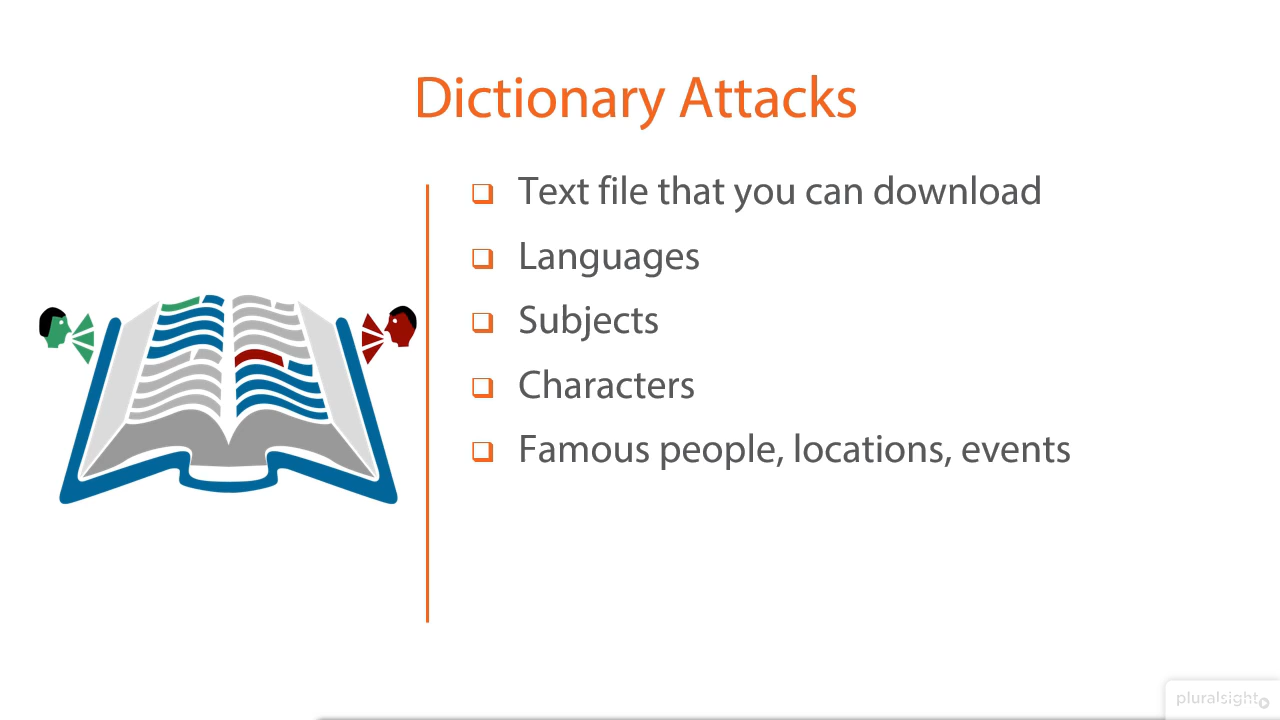 Dictionary Attacks
Text file that you can download
Languages
Subjects
Characters
Famous people, locations, events
pluralsight